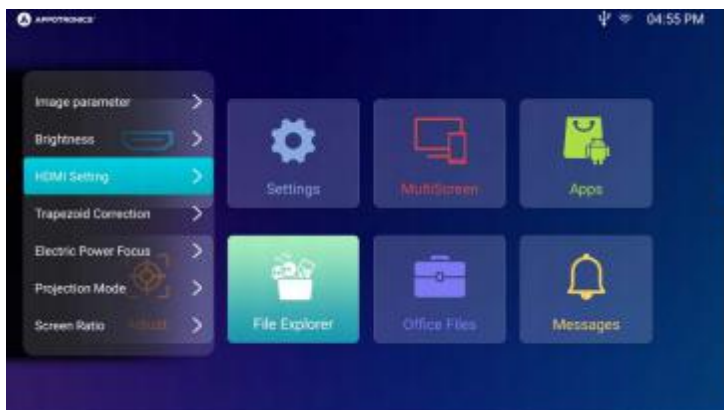 APPOTRONICS
04:55 PM
Image parameter
Brightness
HDMI Setting
Trapezoid Correction
Electric Power Focus
Projection Mode
Screen Ratio
Settings
MultiScreen
Apps
File Explorer
Office Files
Messages